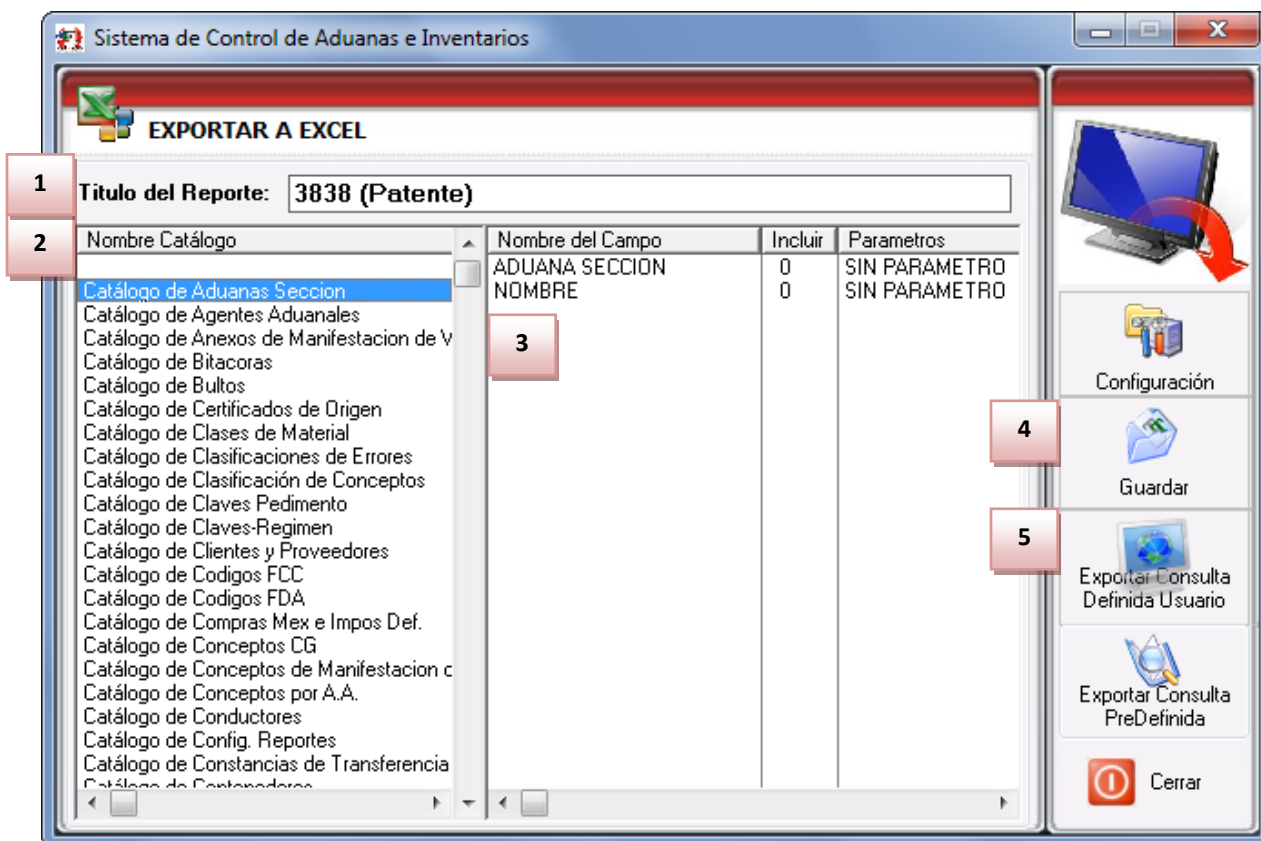 Sistema de Control de Aduanas e Inventarios
EXPORTAR A EXCEL
1
Titulo del Reporte: 3838 (Patente)
2
Nombre Catálogo
Catálogo de Aduanas Seccion
Catálogo de Agentes Aduanales
Catálogo de Anexos de Manifestacion de V
Catálogo de Bitacoras
Catálogo de Bultos
Catálogo de Certificados de Origen
Catálogo de Clases de Material
Catálogo de Clasificaciones de Errores
Catálogo de Clasificación de Conceptos
Catálogo de Claves Pedimento
Catálogo de Claves-Regimen
Catálogo de Clientes y Proveedores
Catálogo de Codigos FCC
Catálogo de Codigos FDA
Catálogo de Compras Mex e Impos Def.
Catálogo de Conceptos CG
Catálogo de Conceptos de Manifestacion c
Catálogo de Conceptos por A.A.
Catálogo de Conductores
Catálogo de Config. Reportes
Catálogo de Constancias de Transferencia
Catálogo de Contenedores
Nombre del Campo Incluir Parametros
ADUANA SECCION 0 SIN PARAMETRO
NOMBRE 0 SIN PARAMETRO
3
Configuración
4
Guardar
5
Exportar Consulta
Definida Usuario
Exportar Consulta
PreDefinida
Cerrar